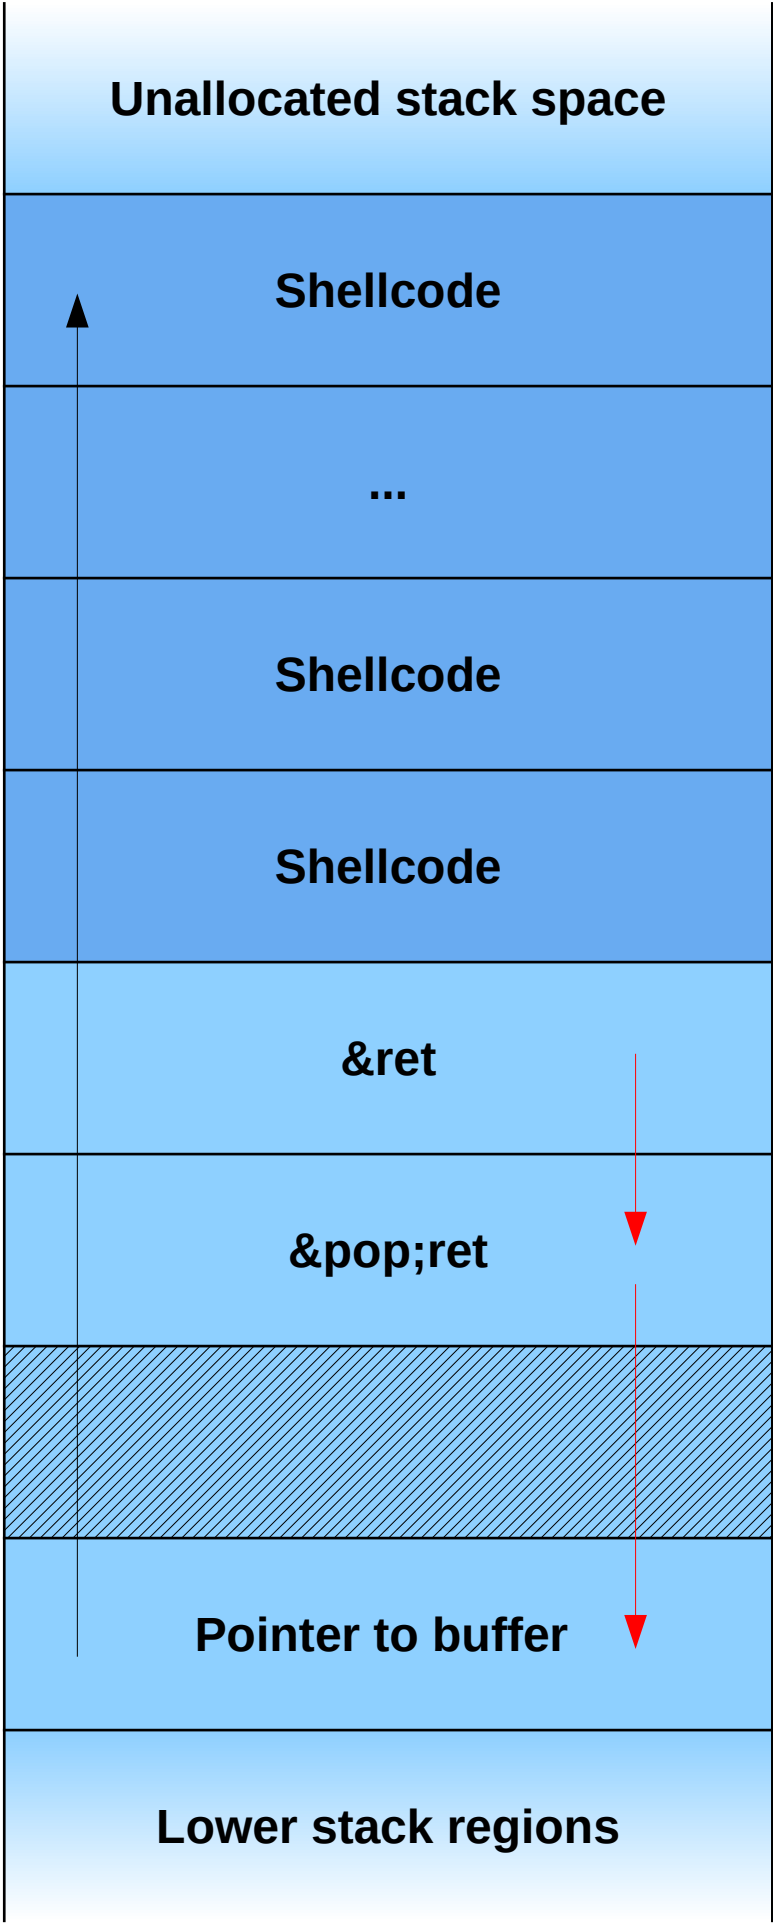 Unallocated stack space
Shellcode
...
Shellcode
Shellcode
&ret
&pop;ret
Pointer to buffer
Lower stack regions